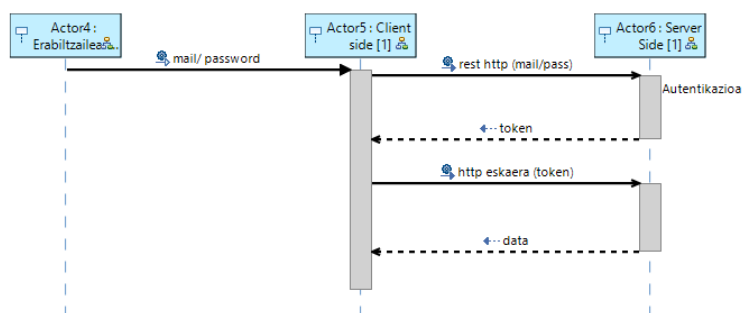 Actor4 :
Erabiltzailea
Actor5 : Client
side [1]
Actor6 : Server
Side [1]
mail/ password
rest http (mail/pass)
Autentikazioa
token
http eskaera (token)
data